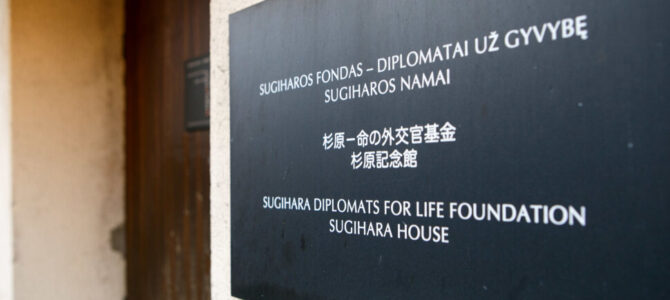 SUGIHAROS FONDAS – DIPLOMATAI UŽ GYVYBĘ
SUGIHAROS NAMAI
杉原－命の外交官基金
杉原記念館
SUGIHARA DIPLOMATS FOR LIFE FOUNDATION
SUGIHARA HOUSE